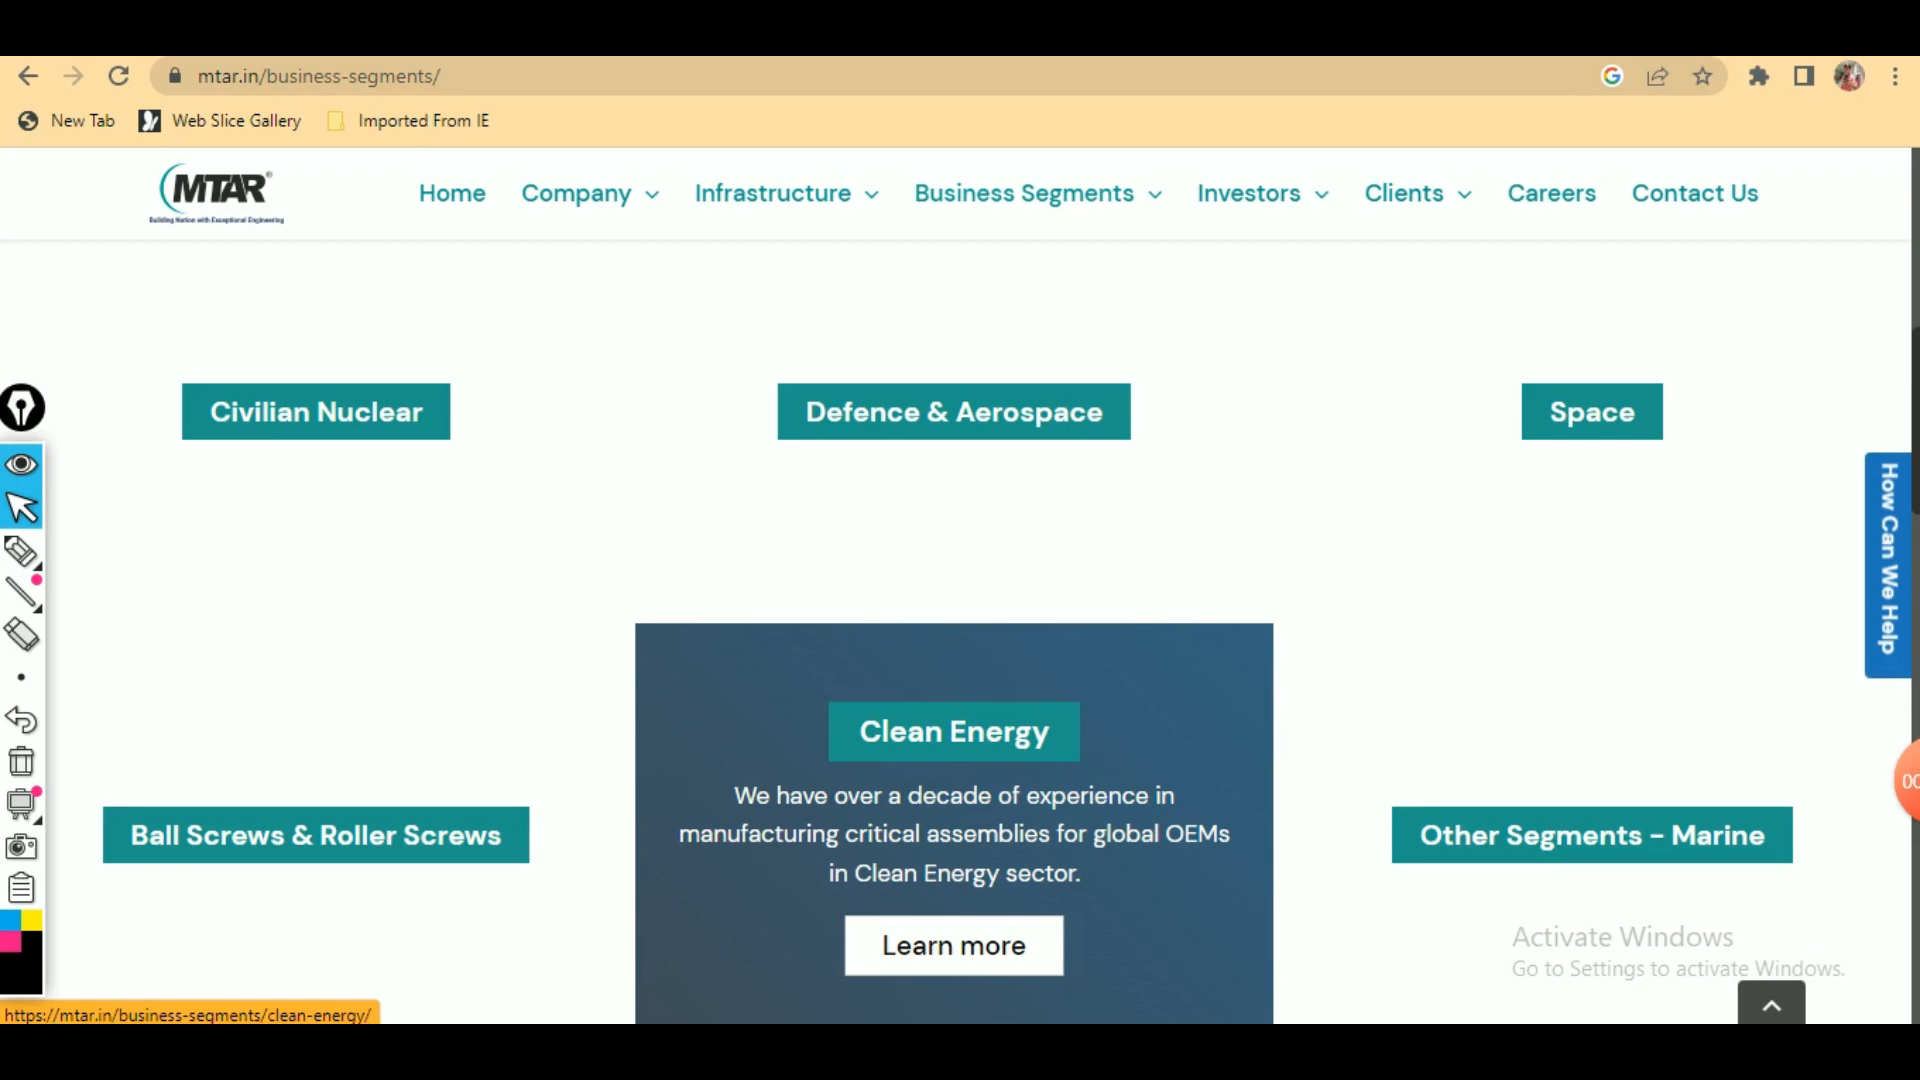 mtar.in/business-segments/
New Tab Web Slice Gallery Imported From IE
MTAR®
Building Nation with Exceptional Engineering
Home Company Infrastructure Business Segments Investors Clients Careers Contact Us
Civilian Nuclear Defence & Aerospace Space
How Can We Help
Clean Energy
We have over a decade of experience in
manufacturing critical assemblies for global OEMs
in Clean Energy sector.
Learn more
Ball Screws & Roller Screws Other Segments - Marine
00
Activate Windows
Go to Settings to activate Windows.
https://mtar.in/business-segments/clean-energy/